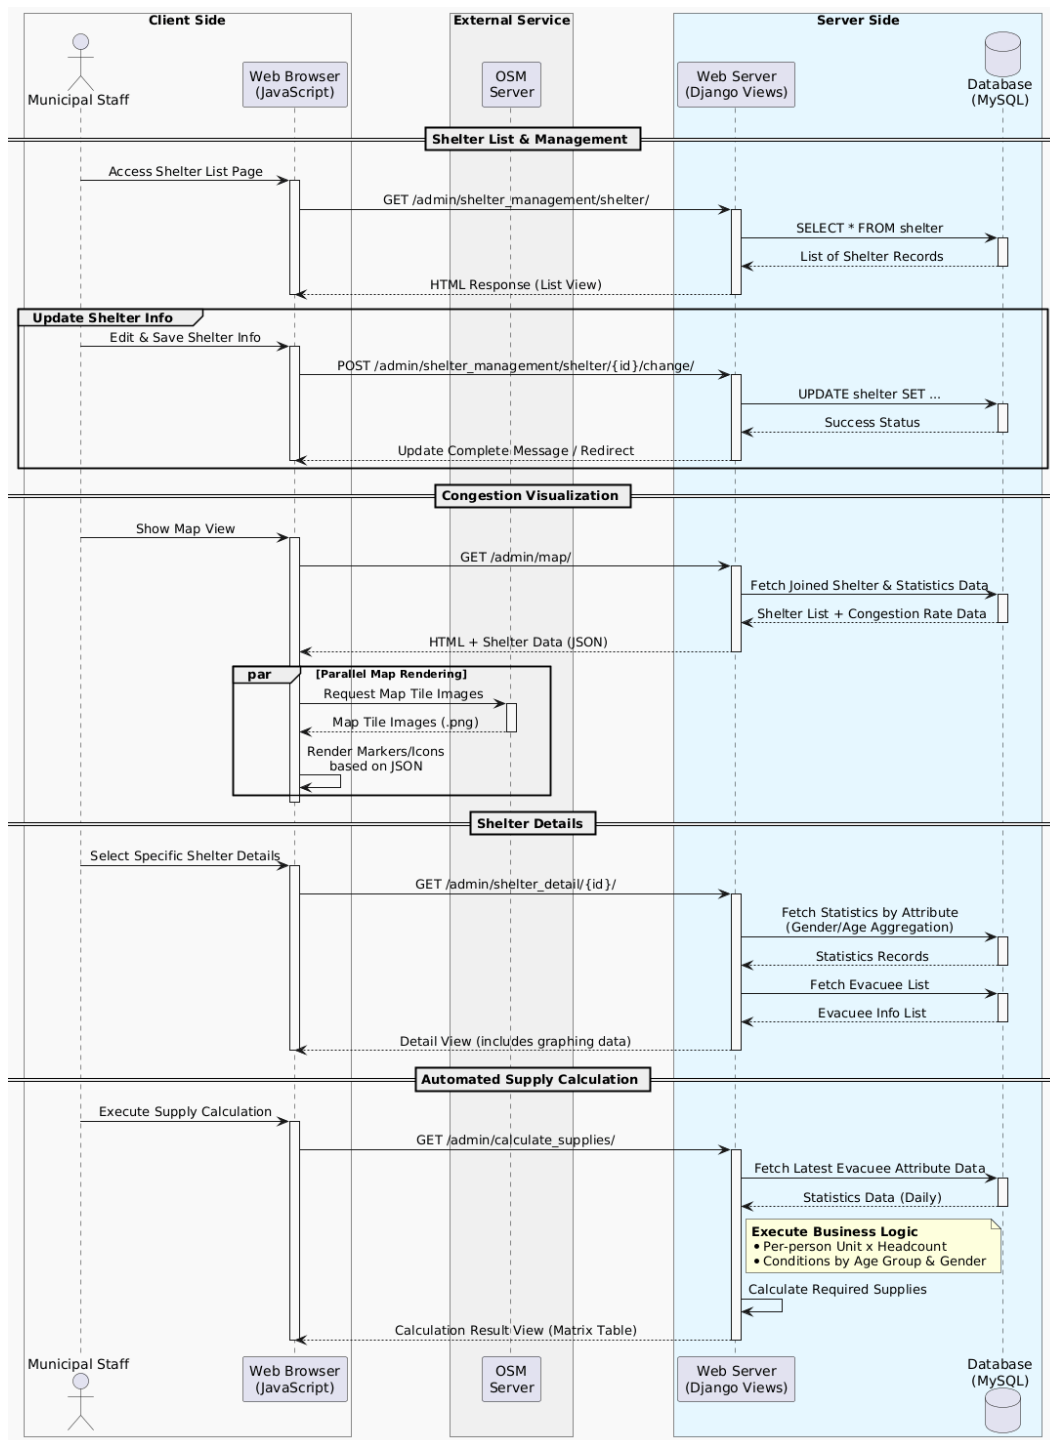 Client Side
External Service
Server Side
Municipal Staff
Web Browser
(JavaScript)
OSM
Server
Web Server
(Django Views)
Database
(MySQL)
Shelter List & Management
Access Shelter List Page
GET /admin/shelter_management/shelter/
SELECT * FROM shelter
List of Shelter Records
HTML Response (List View)
Update Shelter Info
Edit & Save Shelter Info
POST /admin/shelter_management/shelter/{id}/change/
UPDATE shelter SET ...
Success Status
Update Complete Message / Redirect
Congestion Visualization
Show Map View
GET /admin/map/
Fetch Joined Shelter & Statistics Data
Shelter List + Congestion Rate Data
HTML + Shelter Data (JSON)
par
[Parallel Map Rendering]
Request Map Tile Images
Map Tile Images (.png)
Render Markers/Icons
based on JSON
Shelter Details
Select Specific Shelter Details
GET /admin/shelter_detail/{id}/
Fetch Statistics by Attribute
(Gender/Age Aggregation)
Statistics Records
Fetch Evacuee List
Evacuee Info List
Detail View (includes graphing data)
Automated Supply Calculation
Execute Supply Calculation
GET /admin/calculate_supplies/
Fetch Latest Evacuee Attribute Data
Statistics Data (Daily)
Execute Business Logic
• Per-person Unit x Headcount
• Conditions by Age Group & Gender
Calculate Required Supplies
Calculation Result View (Matrix Table)
Municipal Staff
Web Browser
(JavaScript)
OSM
Server
Web Server
(Django Views)
Database
(MySQL)